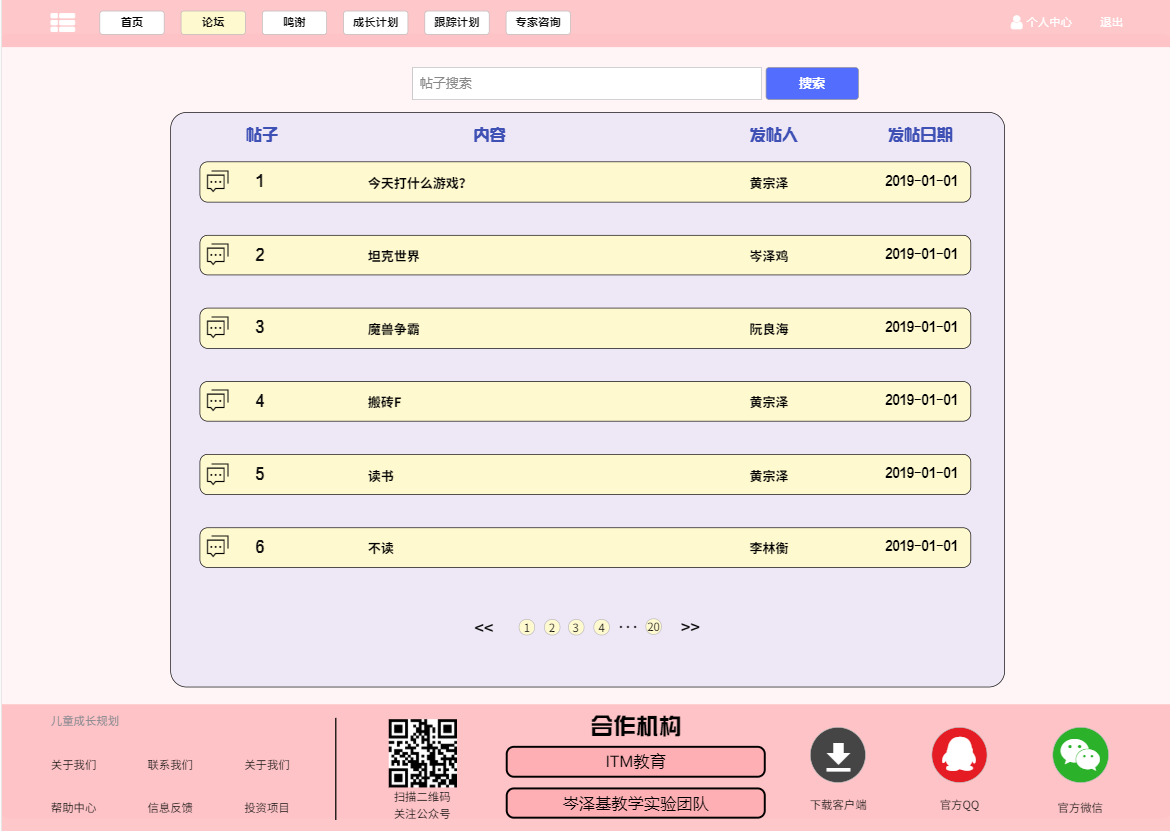 首页 论坛 鸣谢 成长计划 跟踪计划 专家咨询 个人中心 退出
帖子搜索 搜索
帖子 内容 发帖人 发帖日期
1 今天打什么游戏? 黄宗泽 2019-01-01
2 坦克世界 岑泽鸡 2019-01-01
3 魔兽争霸 阮良海 2019-01-01
4 搬砖F 黄宗泽 2019-01-01
5 读书 黄宗泽 2019-01-01
6 不读 李林衡 2019-01-01
<< 1 2 3 4 ··· 20 >>
儿童成长规划
关于我们 联系我们 关于我们
帮助中心 信息反馈 投资项目
扫描二维码
关注公众号
合作机构
ITM教育
岑泽基教学实验团队
下载客户端 官方QQ 官方微信